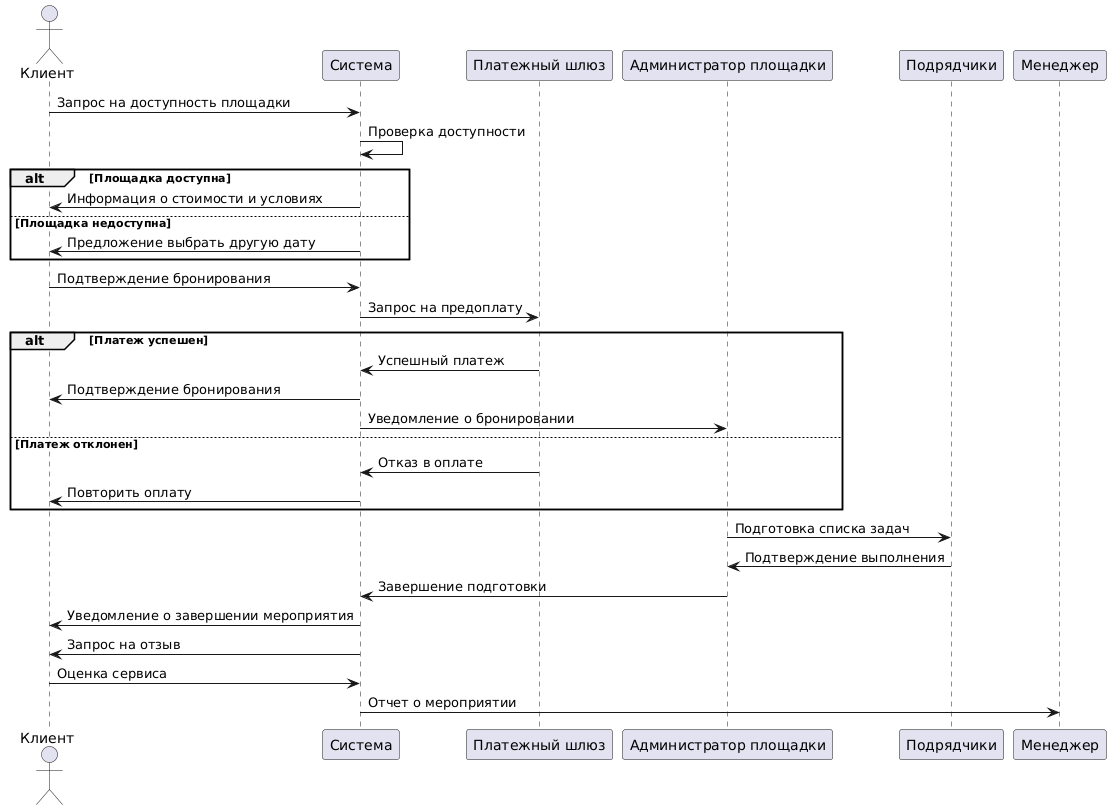 Клиент
Система
Платежный шлюз
Администратор площадки
Подрядчики
Менеджер
Запрос на доступность площадки
Проверка доступности
alt
[Площадка доступна]
Информация о стоимости и условиях
[Площадка недоступна]
Предложение выбрать другую дату
Подтверждение бронирования
Запрос на предоплату
alt
[Платеж успешен]
Успешный платеж
Подтверждение бронирования
Уведомление о бронировании
[Платеж отклонен]
Отказ в оплате
Повторить оплату
Подготовка списка задач
Подтверждение выполнения
Завершение подготовки
Уведомление о завершении мероприятия
Запрос на отзыв
Оценка сервиса
Отчет о мероприятии
Клиент
Система
Платежный шлюз
Администратор площадки
Подрядчики
Менеджер